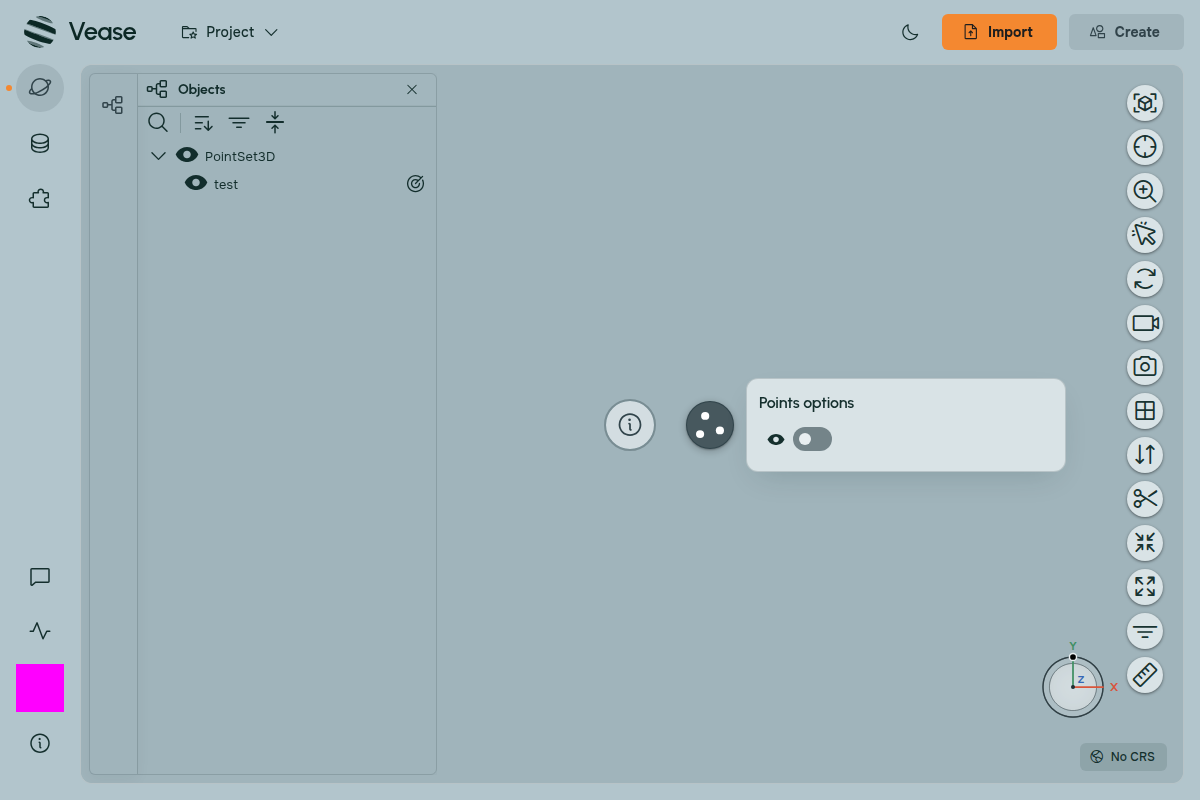 Vease
Project
Import
Create
Objects
PointSet3D
test
Points options
Y
Z
X
No CRS